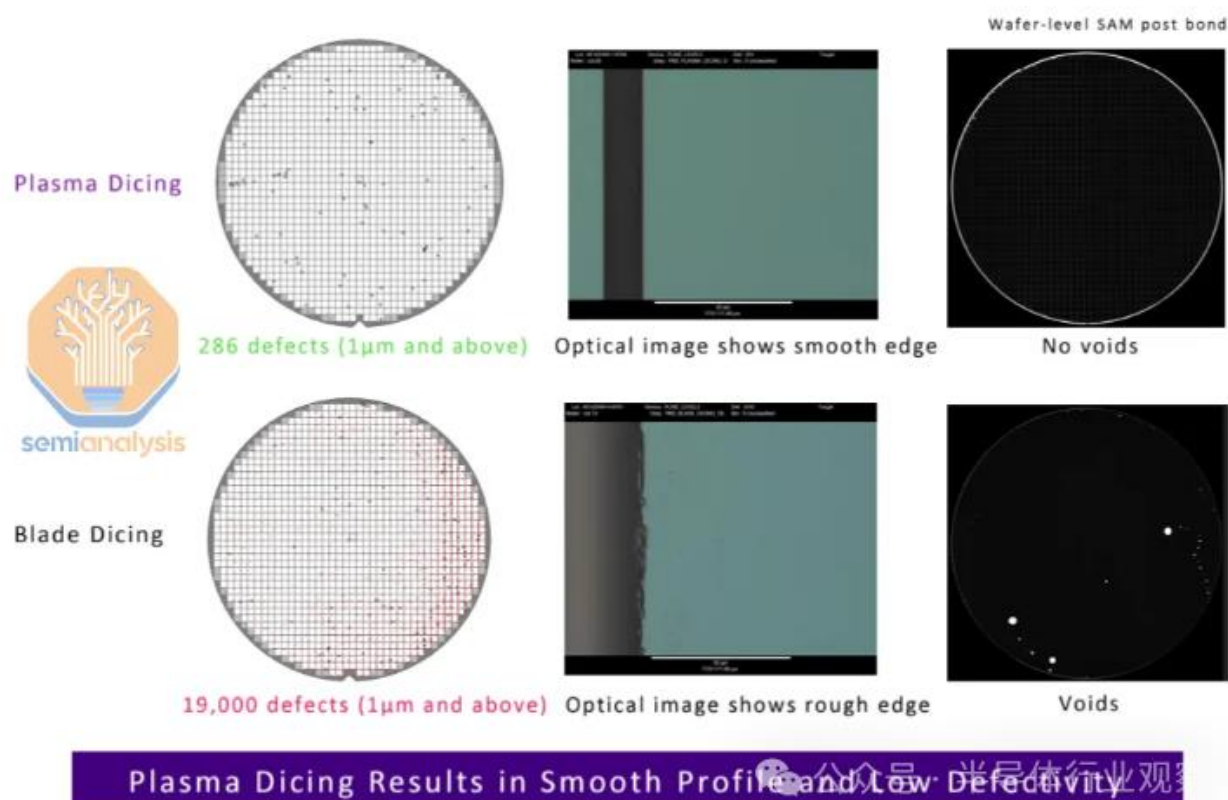 Wafer-level SAM post bond
Plasma Dicing
286 defects (1µm and above)
Optical image shows smooth edge
No voids
semianalysis
Blade Dicing
19,000 defects (1µm and above)
Optical image shows rough edge
Voids
Plasma Dicing Results in Smooth Profile and Low Defectivity
公众号 · 半导体行业观察